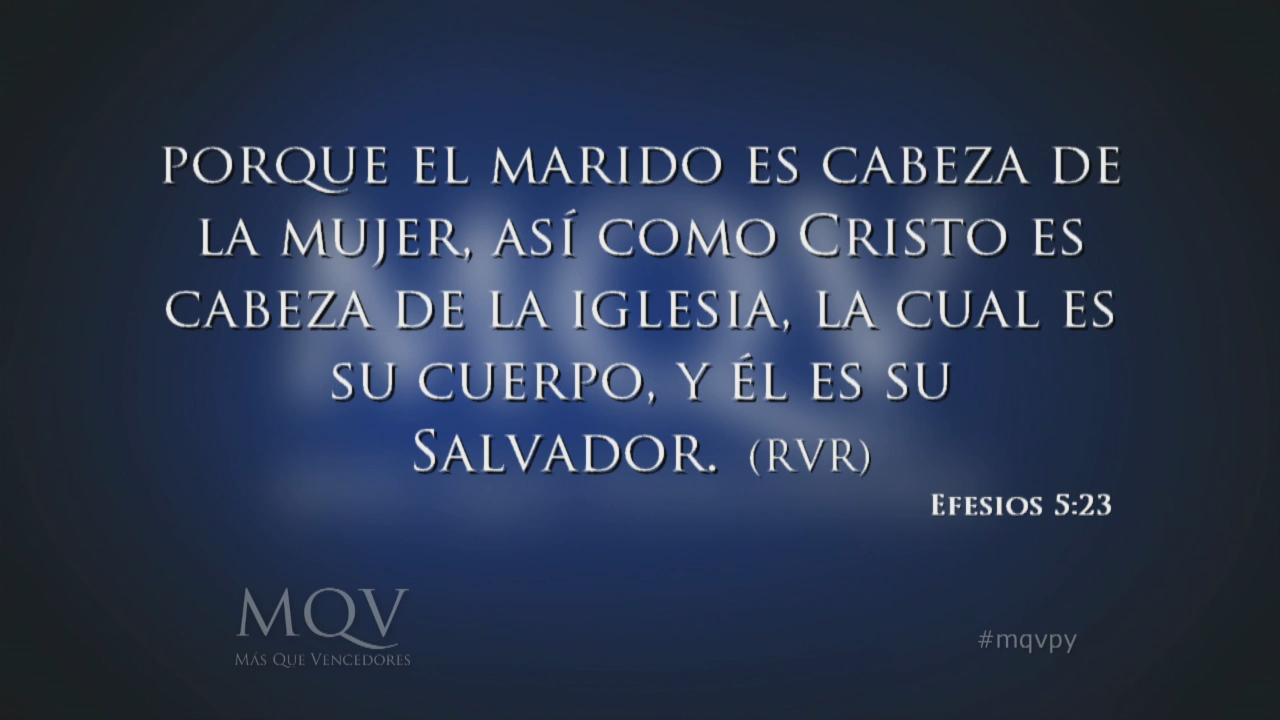 PORQUE EL MARIDO ES CABEZA DE
LA MUJER, ASÍ COMO CRISTO ES
CABEZA DE LA IGLESIA, LA CUAL ES
SU CUERPO, Y ÉL ES SU
SALVADOR. (RVR)
EFESIOS 5:23
MQV
MÁS QUE VENCEDORES
#mqvpy